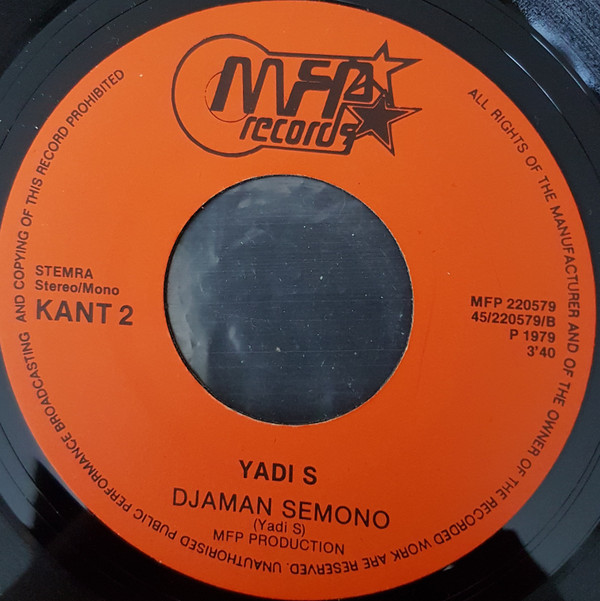 MFP
records
ALL RIGHTS OF THE MANUFACTURER AND OF THE OWNER OF THE RECORDED WORK ARE RESERVED. UNAUTHORISED PUBLIC PERFORMANCE BROADCASTING AND COPYING OF THIS RECORD PROHIBITED
STEMRA
Stereo/Mono
KANT 2
MFP 220579
45/220579/B
P 1979
3'40
YADI S
DJAMAN SEMONO
(Yadi S)
MFP PRODUCTION